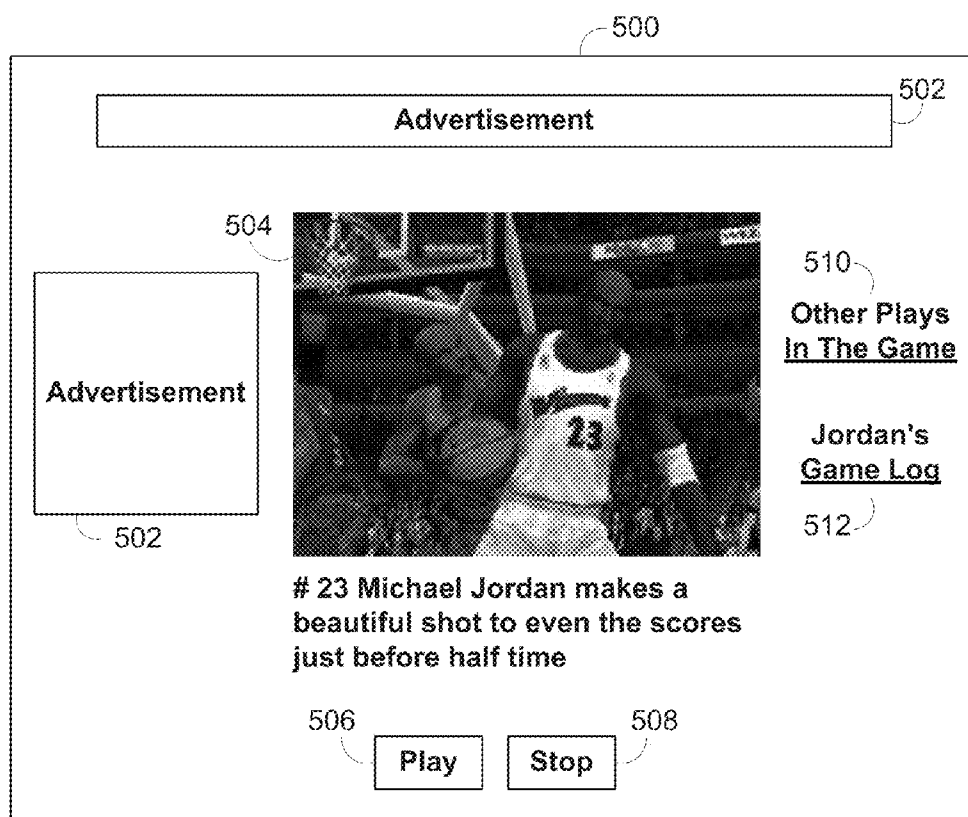 500
Advertisement
502
504
510
Other Plays
In The Game
Advertisement
23
Jordan's
Game Log
502
512
# 23 Michael Jordan makes a
beautiful shot to even the scores
just before half time
506
508
Play
Stop